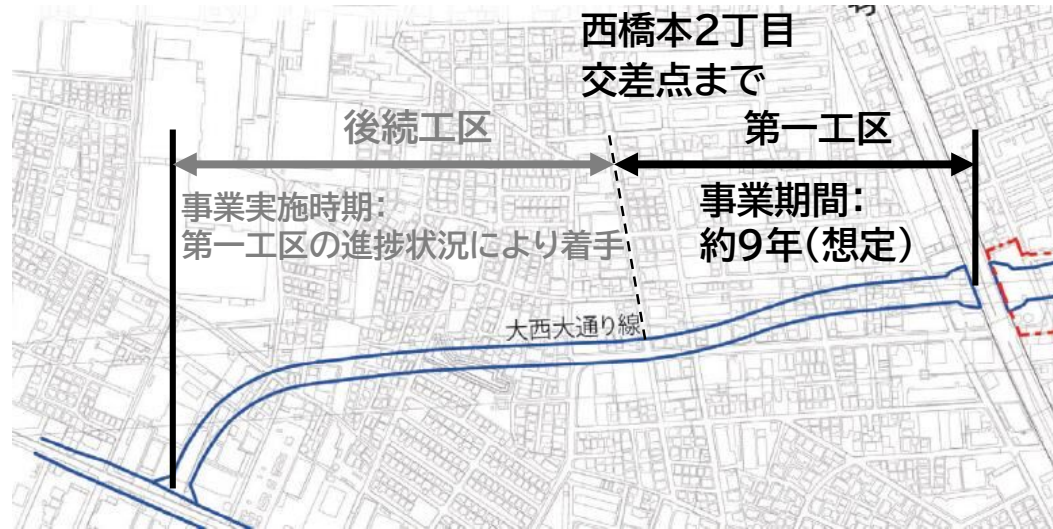 西橋本2丁目
交差点まで
後続工区
第一工区
事業実施時期：
第一工区の進捗状況により着手
事業期間：
約9年（想定）
大西大通り線